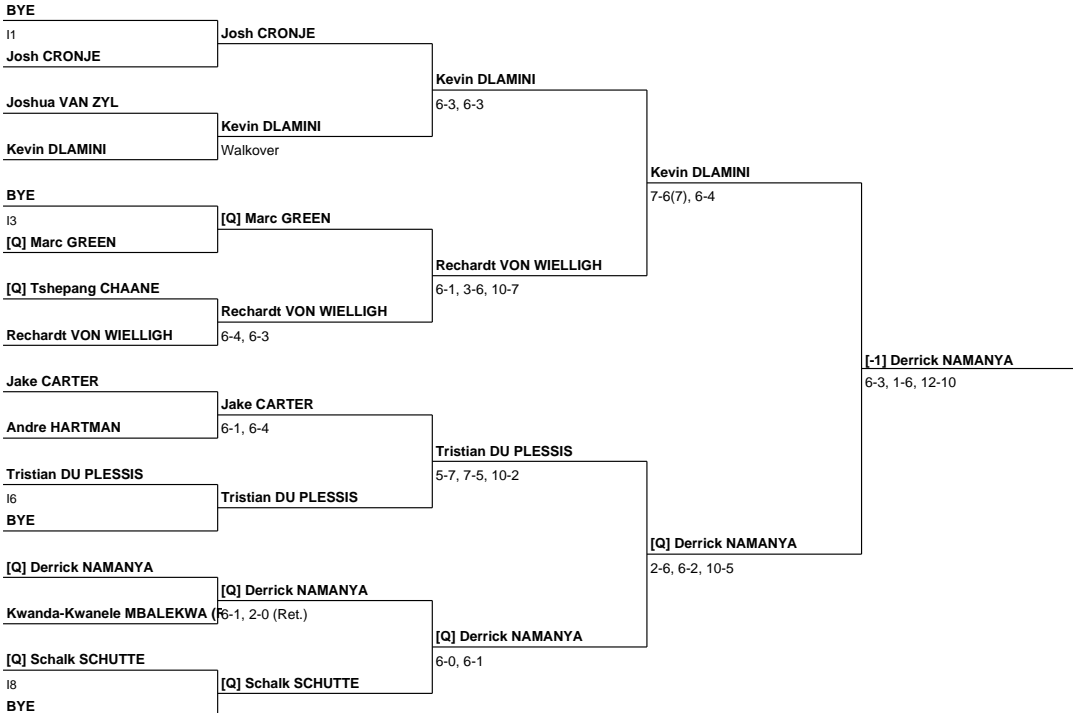 BYE
I1
Josh CRONJE
Joshua VAN ZYL
Kevin DLAMINI
BYE
I3
[Q] Marc GREEN
[Q] Tshepang CHAANE
Rechardt VON WIELLIGH
Jake CARTER
Andre HARTMAN
Tristian DU PLESSIS
I6
BYE
[Q] Derrick NAMANYA
Kwanda-Kwanele MBALEKWA (
[Q] Schalk SCHUTTE
I8
BYE
Josh CRONJE
Kevin DLAMINI
Walkover
[Q] Marc GREEN
Rechardt VON WIELLIGH
6-4, 6-3
Jake CARTER
6-1, 6-4
Tristian DU PLESSIS
[Q] Derrick NAMANYA
6-1, 2-0 (Ret.)
[Q] Schalk SCHUTTE
Kevin DLAMINI
6-3, 6-3
Rechardt VON WIELLIGH
6-1, 3-6, 10-7
Tristian DU PLESSIS
5-7, 7-5, 10-2
[Q] Derrick NAMANYA
6-0, 6-1
Kevin DLAMINI
7-6(7), 6-4
[Q] Derrick NAMANYA
2-6, 6-2, 10-5
[-1] Derrick NAMANYA
6-3, 1-6, 12-10